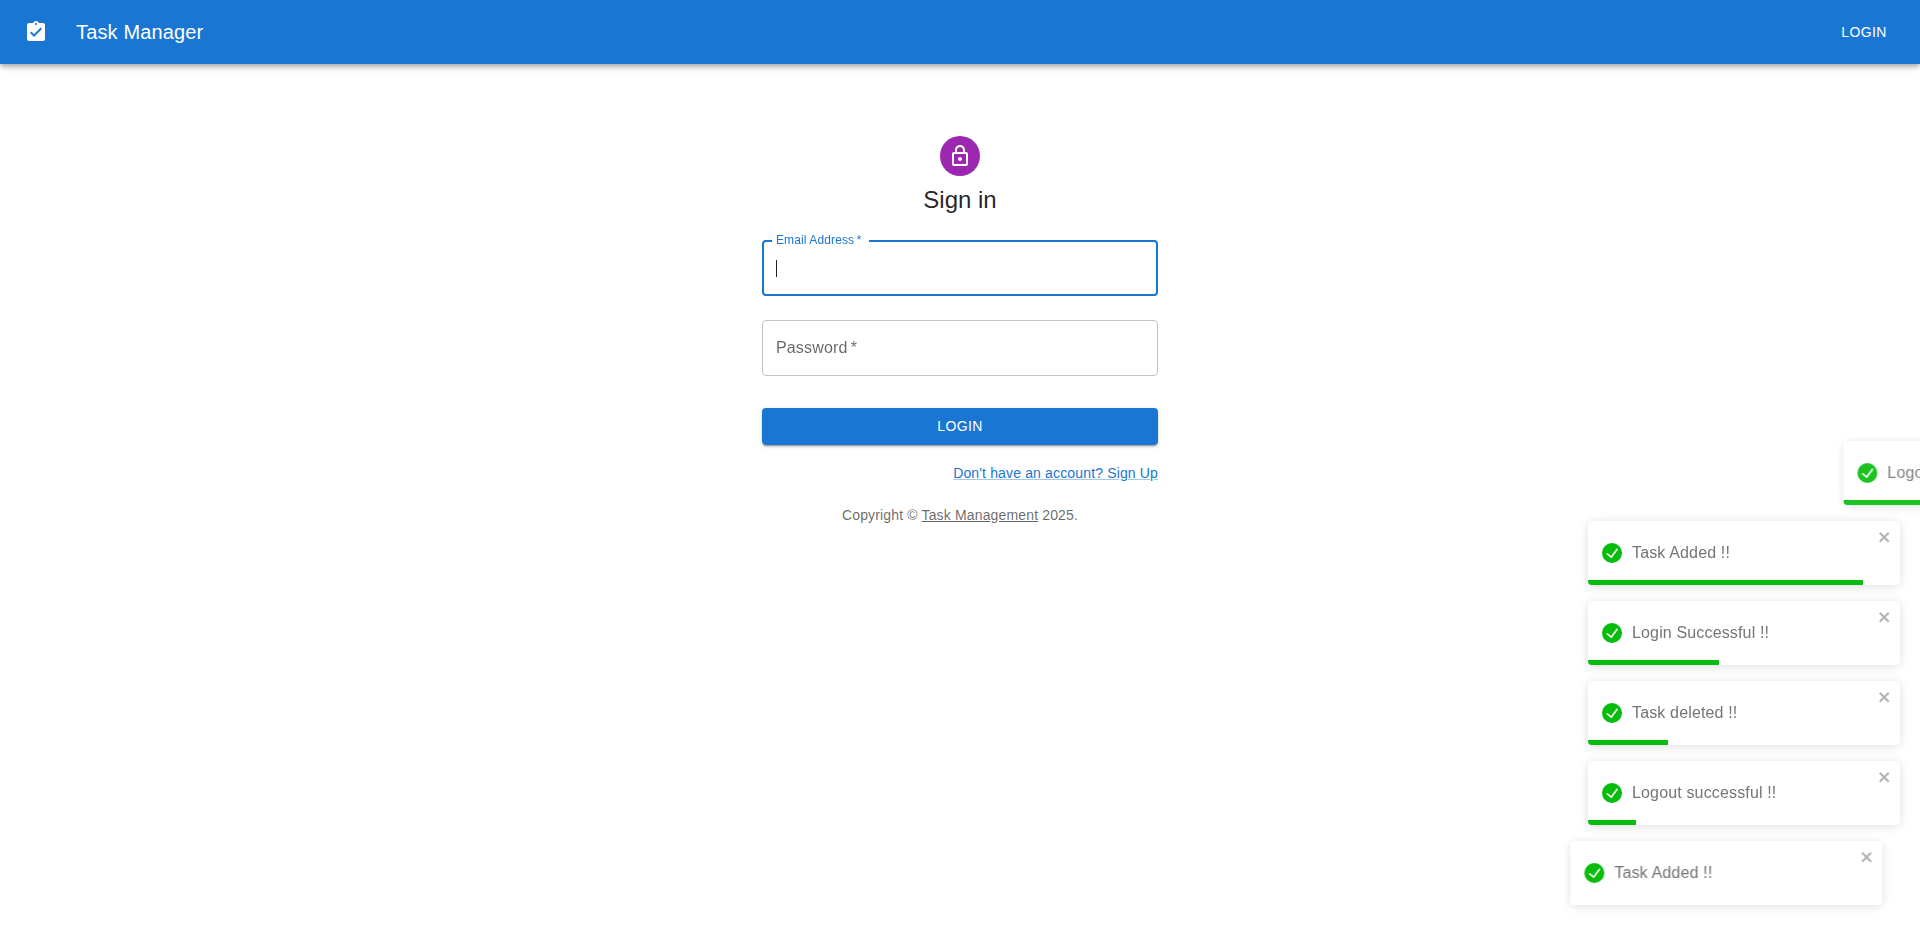 Task Manager
LOGIN
Sign in
Email Address *
Password *
LOGIN
Don't have an account? Sign Up
Copyright © Task Management 2025.
Logo
Task Added !!
Login Successful !!
Task deleted !!
Logout successful !!
Task Added !!